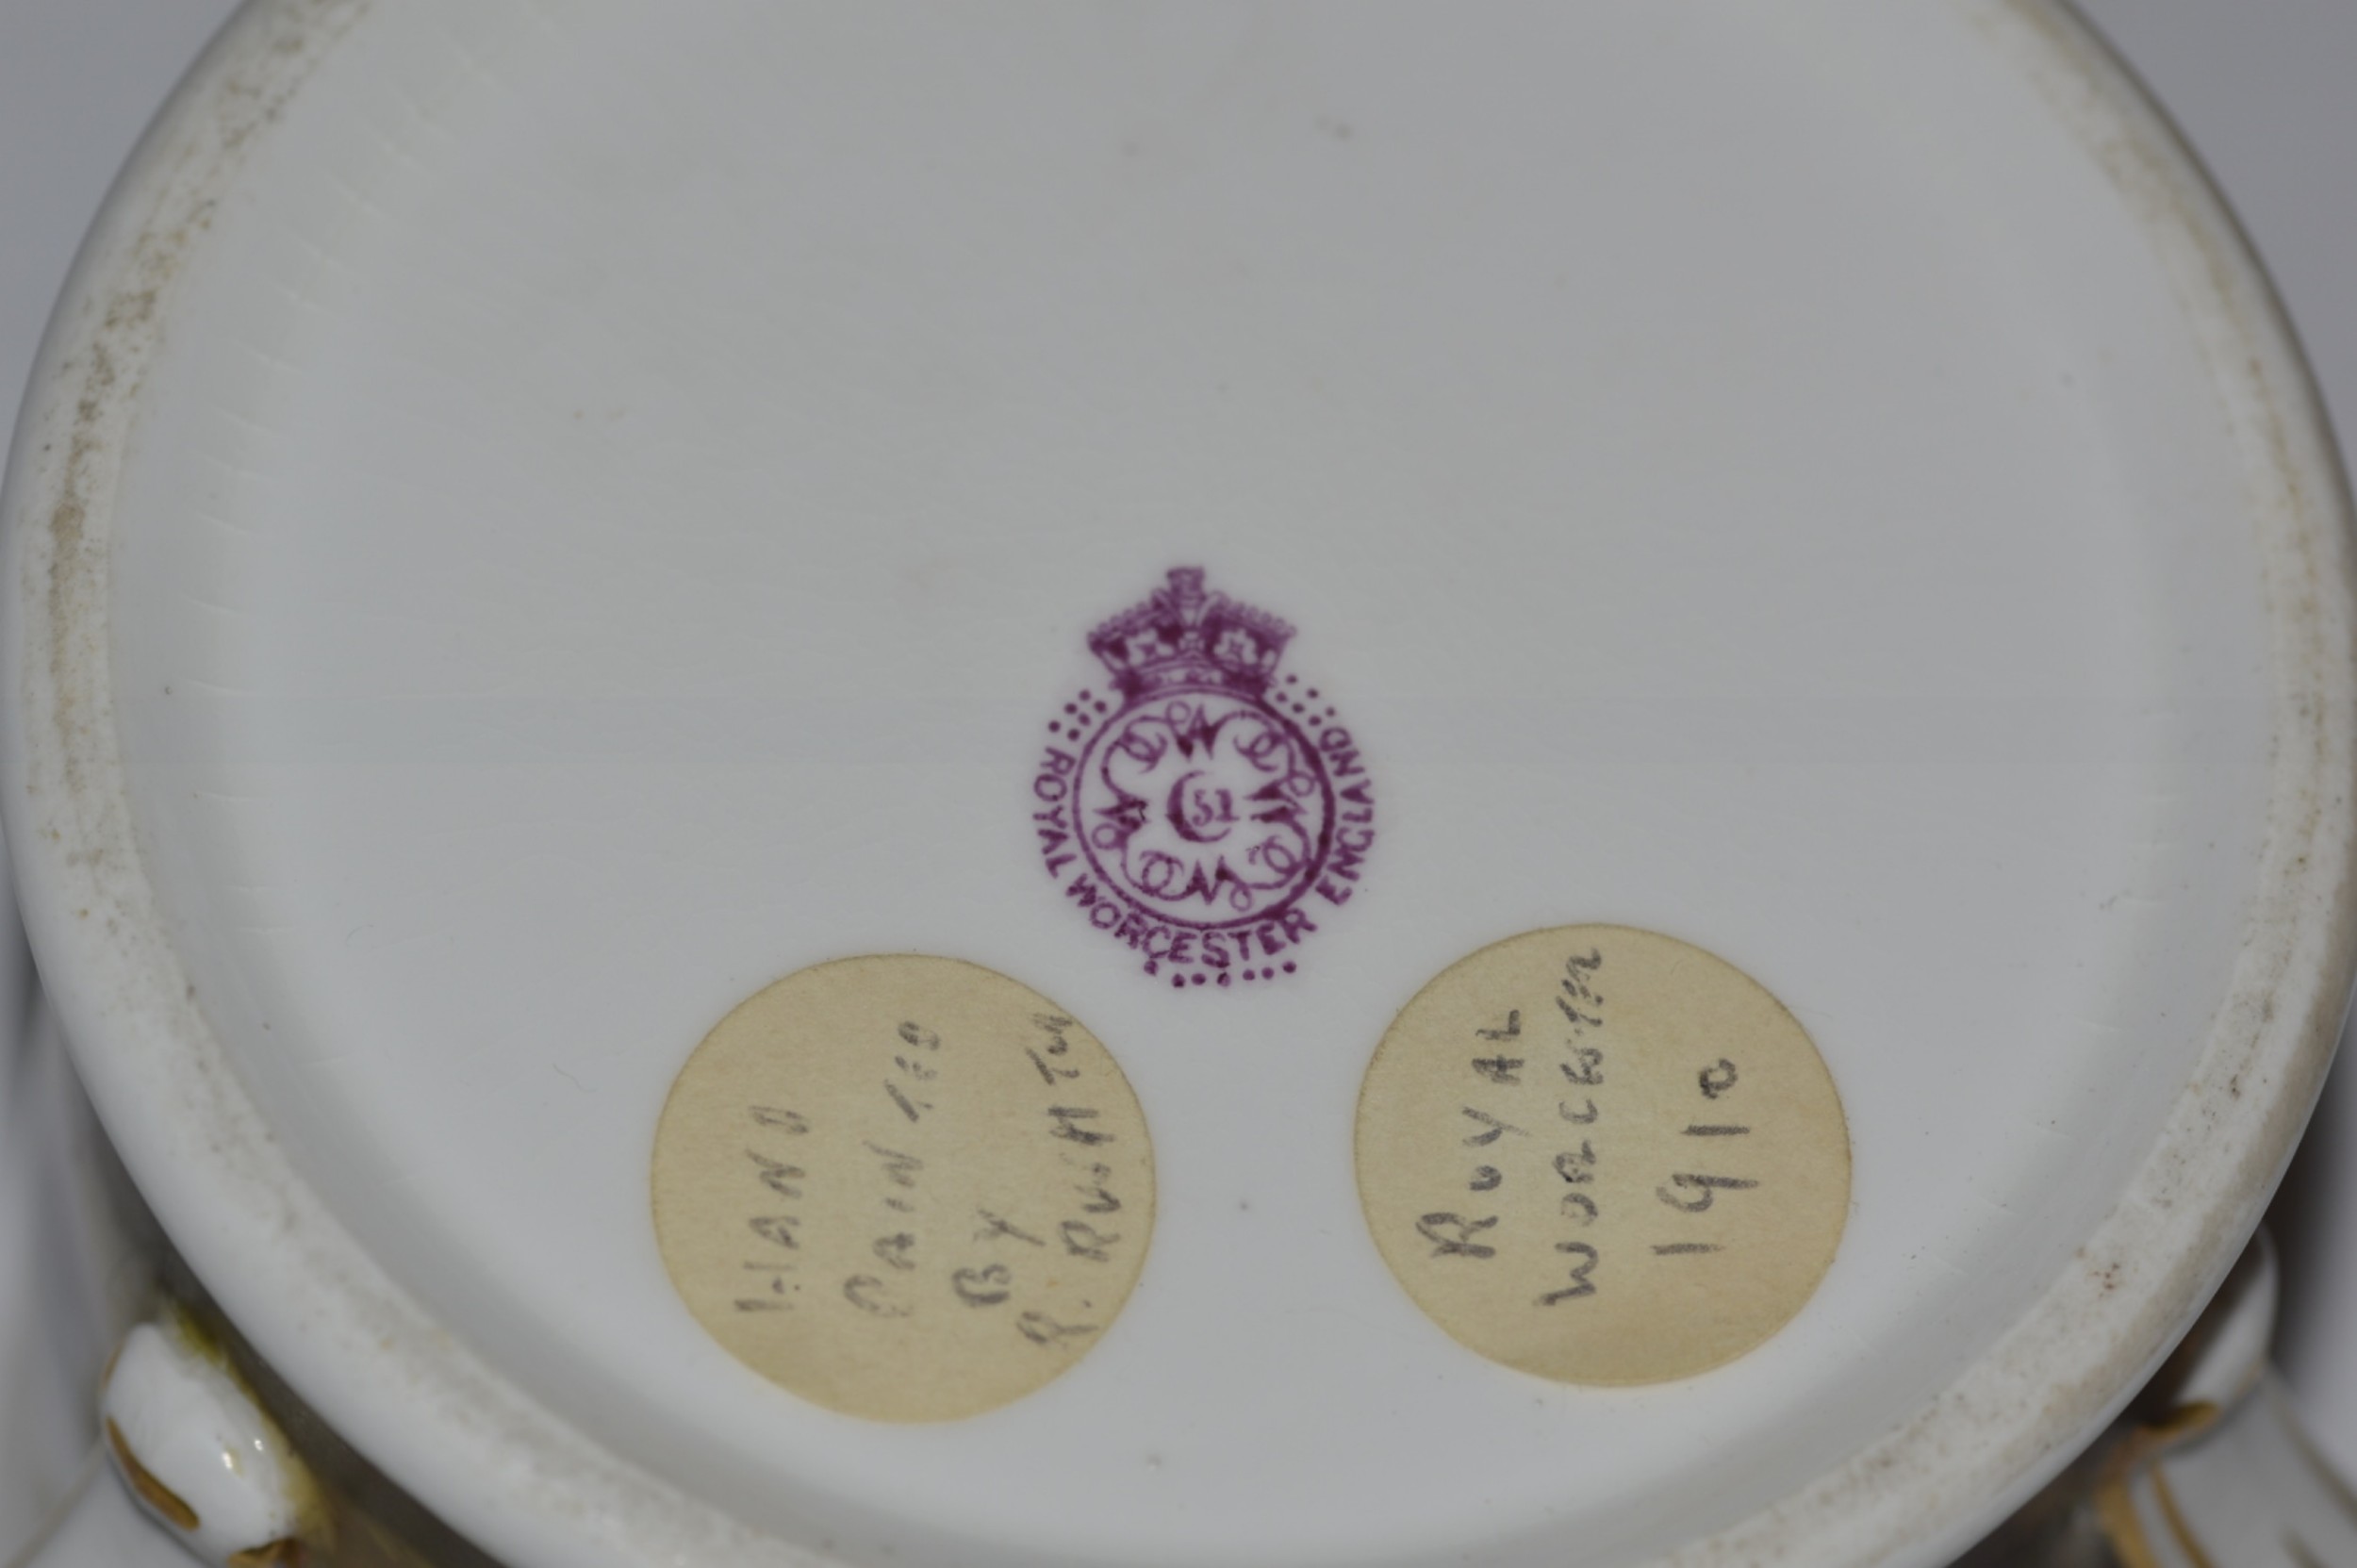 ROYAL WORCESTER ENGLAND
51
HAND
PAINTED
BY
R. RUSHTON
ROYAL
WORCESTER
1910